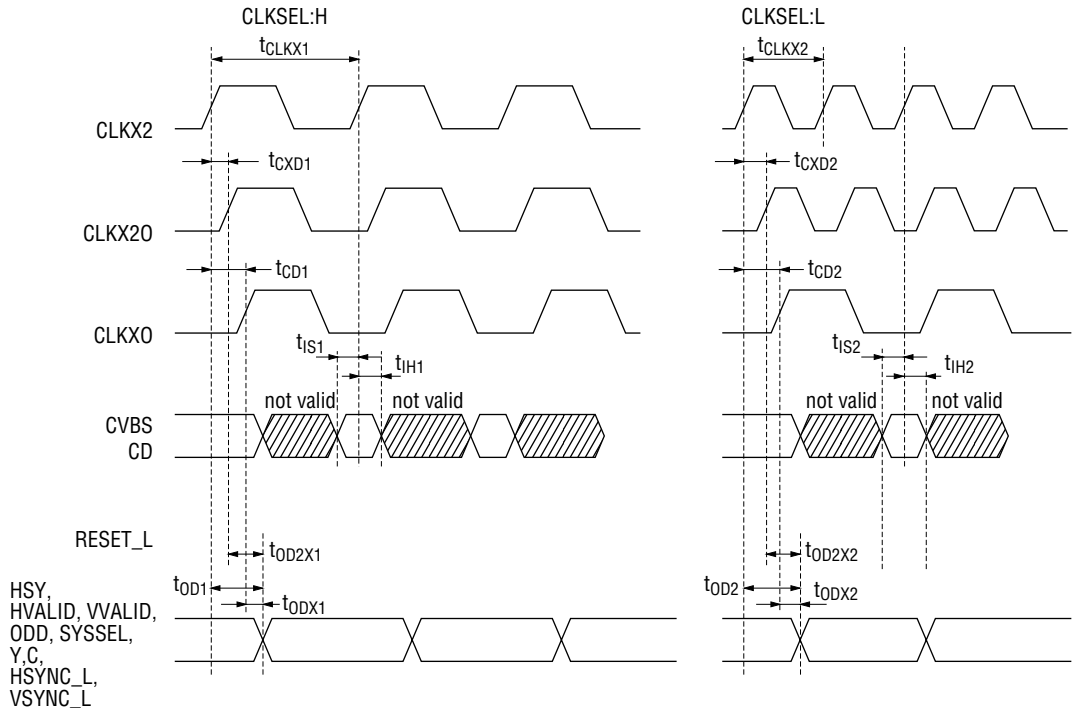 CLKSEL:H
CLKSEL:L
tCLKX1
tCLKX2
CLKX2
tCXD1
tCXD2
CLKX2O
tCD1
tCD2
CLKXO
tIS1
tIH1
tIS2
tIH2
not valid
not valid
not valid
not valid
CVBS
CD
RESET_L
tOD2X1
tOD2X2
tOD1
tODX1
tOD2
tODX2
HSY,
HVALID, VVALID,
ODD, SYSSEL,
Y,C,
HSYNC_L,
VSYNC_L